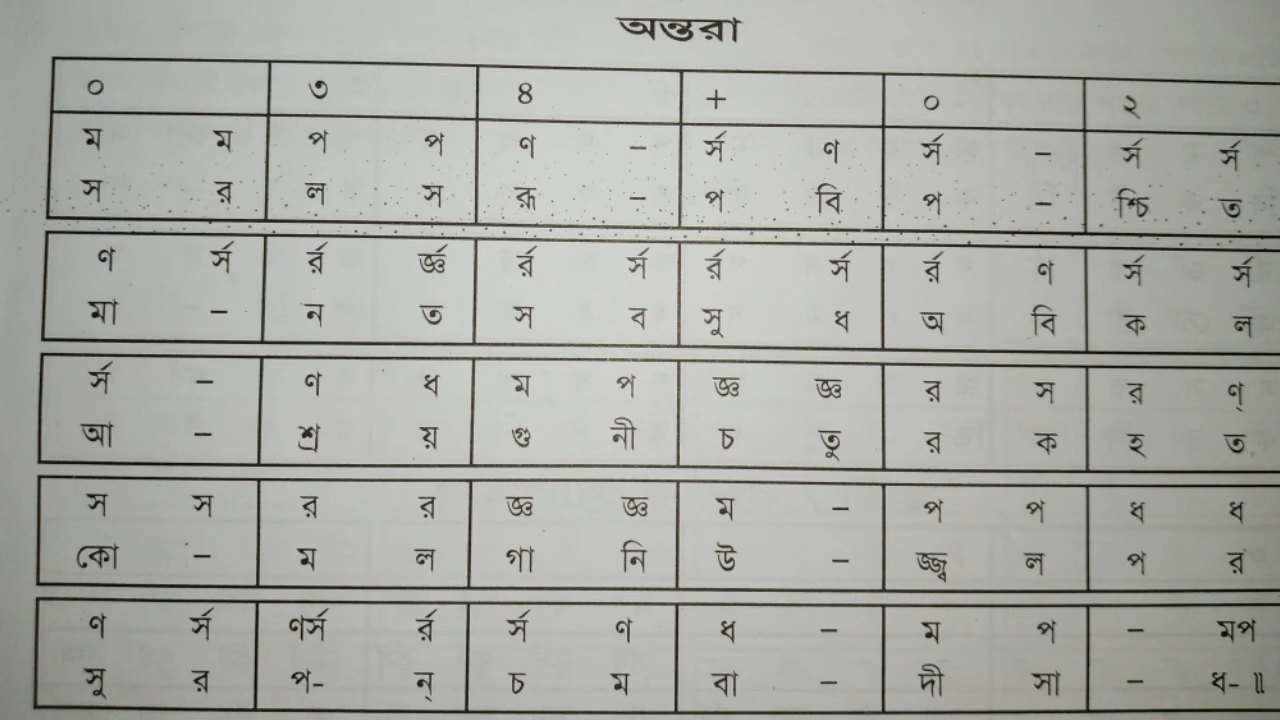 অন্তরা
০ ৩ ৪ + ০ ২
ম ম প প ণ – র্স ণ র্স – র্স র্স
স র ল স রূ – প বি প – শ্চি ত
ণ র্স র্র র্জ্ঞ র্র র্স র্র র্স র্র ণ র্স র্স
মা – ন ত স ব সু ধ অ বি ক ল
র্স – ণ ধ ম প জ্ঞ জ্ঞ র স র ণ্
আ – শ্র য় গু নী চ তু র ক হ ত
স স র র জ্ঞ জ্ঞ ম – প প ধ ধ
কো – ম ল গা নি উ – জ্জ্ব ল প র
ণ র্স ণর্স র্র র্স ণ ধ – ম প – মপ
সু র প- ন্ চ ম বা – দী সা – ধ- ॥